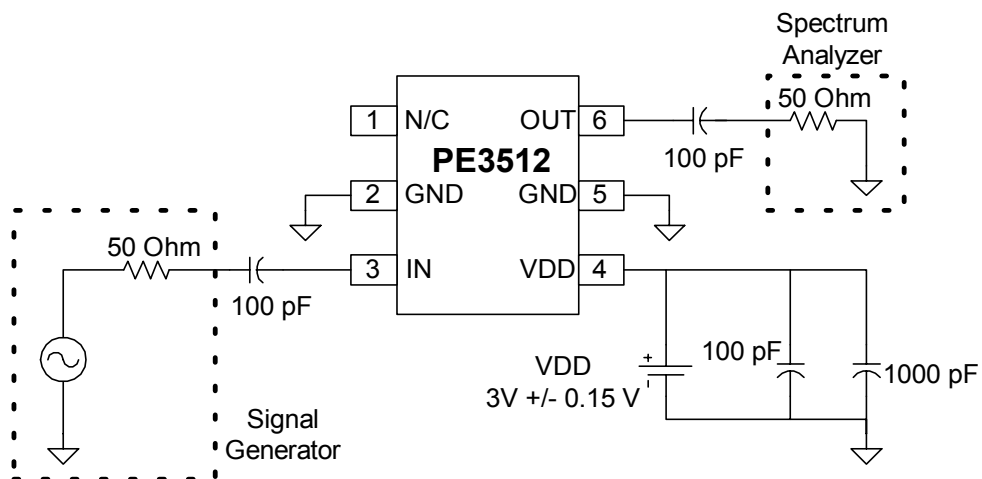 Spectrum
Analyzer
50 Ohm
1 N/C OUT 6
PE3512
100 pF
2 GND GND 5
50 Ohm
3 IN VDD 4
100 pF
VDD
3V +/- 0.15 V
+
-
100 pF
1000 pF
Signal
Generator